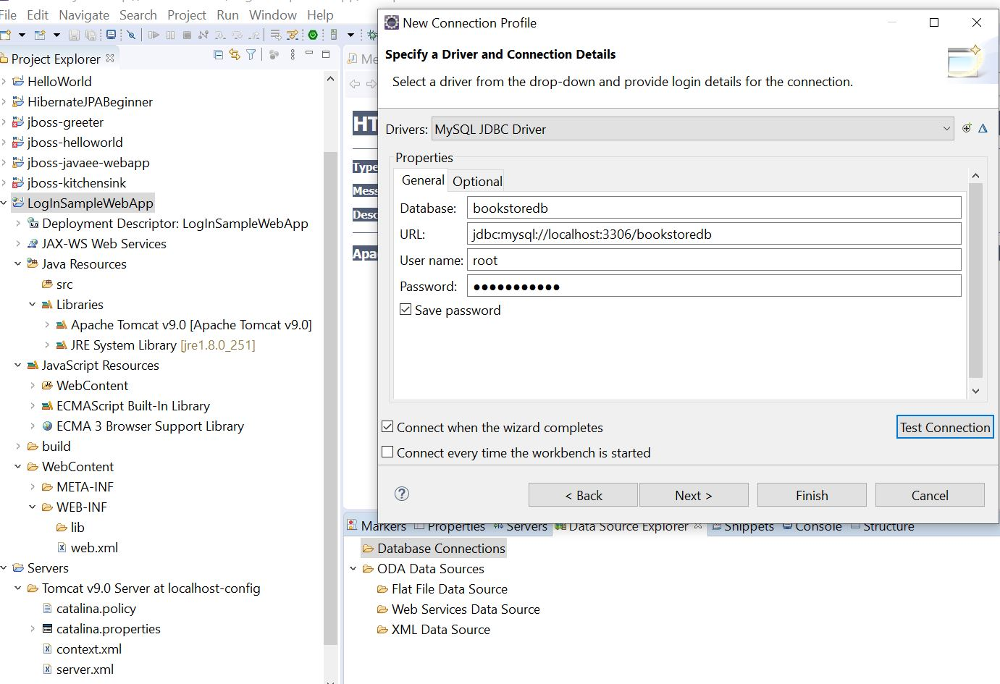 File Edit Navigate Search Project Run Window Help
Project Explorer
HelloWorld
HibernateJPABeginner
jboss-greeter
jboss-helloworld
jboss-javaee-webapp
jboss-kitchensink
LogInSampleWebApp
Deployment Descriptor: LogInSampleWebApp
JAX-WS Web Services
Java Resources
src
Libraries
Apache Tomcat v9.0 [Apache Tomcat v9.0]
JRE System Library [jre1.8.0_251]
JavaScript Resources
WebContent
ECMAScript Built-In Library
ECMA 3 Browser Support Library
build
WebContent
META-INF
WEB-INF
lib
web.xml
Servers
Tomcat v9.0 Server at localhost-config
catalina.policy
catalina.properties
context.xml
server.xml
Me
HT
Type
Mess
Desc
Apa
New Connection Profile
Specify a Driver and Connection Details
Select a driver from the drop-down and provide login details for the connection.
Drivers: MySQL JDBC Driver
Properties
General Optional
Database: bookstoredb
URL: jdbc:mysql://localhost:3306/bookstoredb
User name: root
Password: ●●●●●●●●●●●
Save password
Connect when the wizard completes
Test Connection
Connect every time the workbench is started
< Back Next > Finish Cancel
Markers Properties Servers Data Source Explorer Snippets Console Structure
Database Connections
ODA Data Sources
Flat File Data Source
Web Services Data Source
XML Data Source